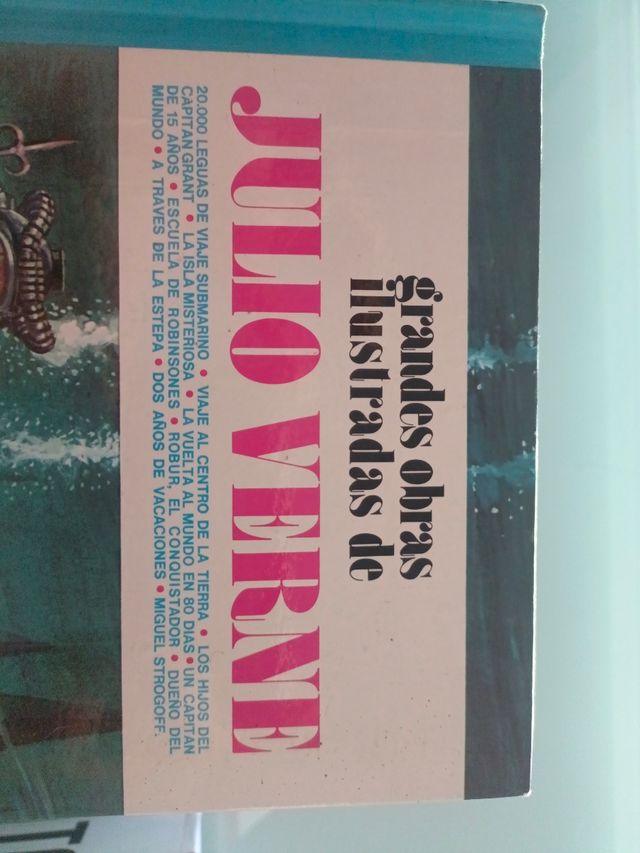 grandes obras
ilustradas de
JULIO VERNE
20.000 LEGUAS DE VIAJE SUBMARINO • VIAJE AL CENTRO DE LA TIERRA • LOS HIJOS DEL
CAPITAN GRANT • LA ISLA MISTERIOSA • LA VUELTA AL MUNDO EN 80 DIAS • UN CAPITAN
DE 15 AÑOS • ESCUELA DE ROBINSONES • ROBUR, EL CONQUISTADOR • DUEÑO DEL
MUNDO • A TRAVES DE LA ESTEPA • DOS AÑOS DE VACACIONES • MIGUEL STROGOFF.